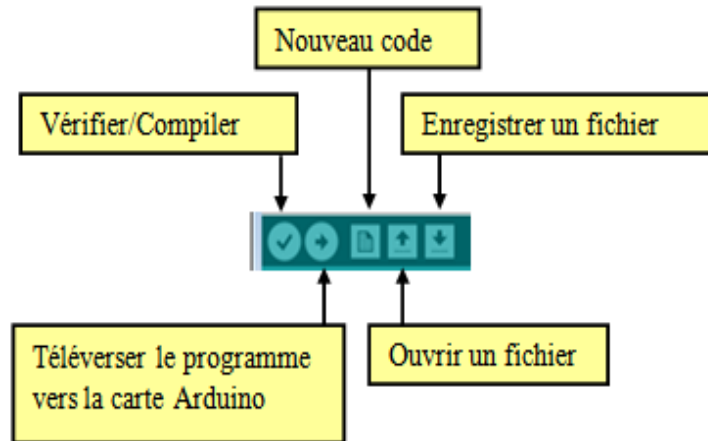 Nouveau code
Vérifier/Compiler
Enregistrer un fichier
Téléverser le programme
vers la carte Arduino
Ouvrir un fichier